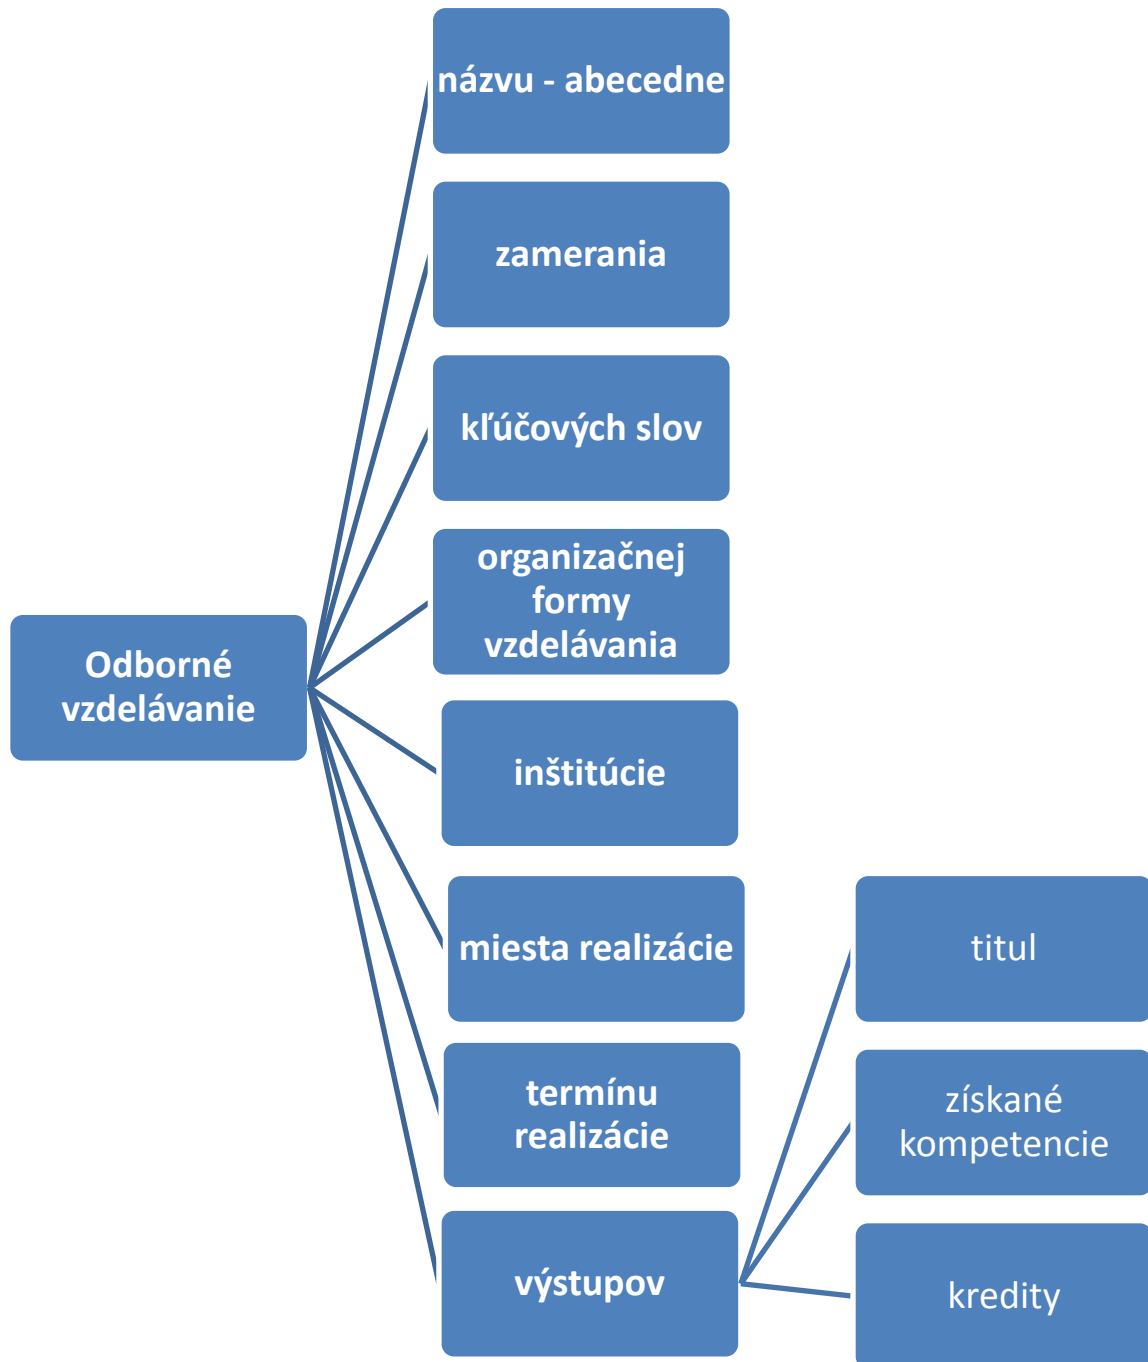 názvu - abecedne
zamerania
kľúčových slov
organizačnej
formy
vzdelávania
Odborné
vzdelávanie
inštitúcie
miesta realizácie
titul
termínu
realizácie
získané
kompetencie
výstupov
kredity